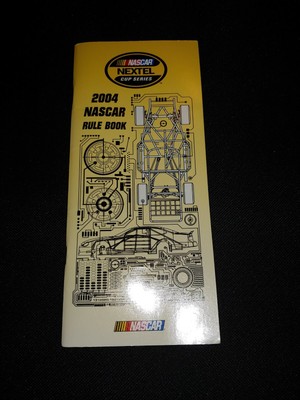 NASCAR
NEXTEL
CUP SERIES
2004
NASCAR
RULE BOOK
NASCAR